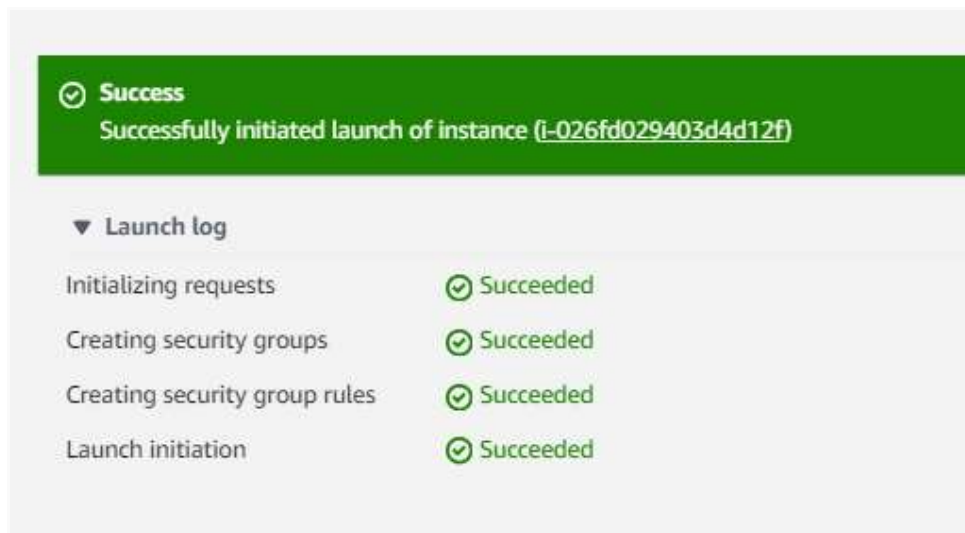 Success
Successfully initiated launch of instance (i-026fd029403d4d12f)
Launch log
Initializing requests Succeeded
Creating security groups Succeeded
Creating security group rules Succeeded
Launch initiation Succeeded